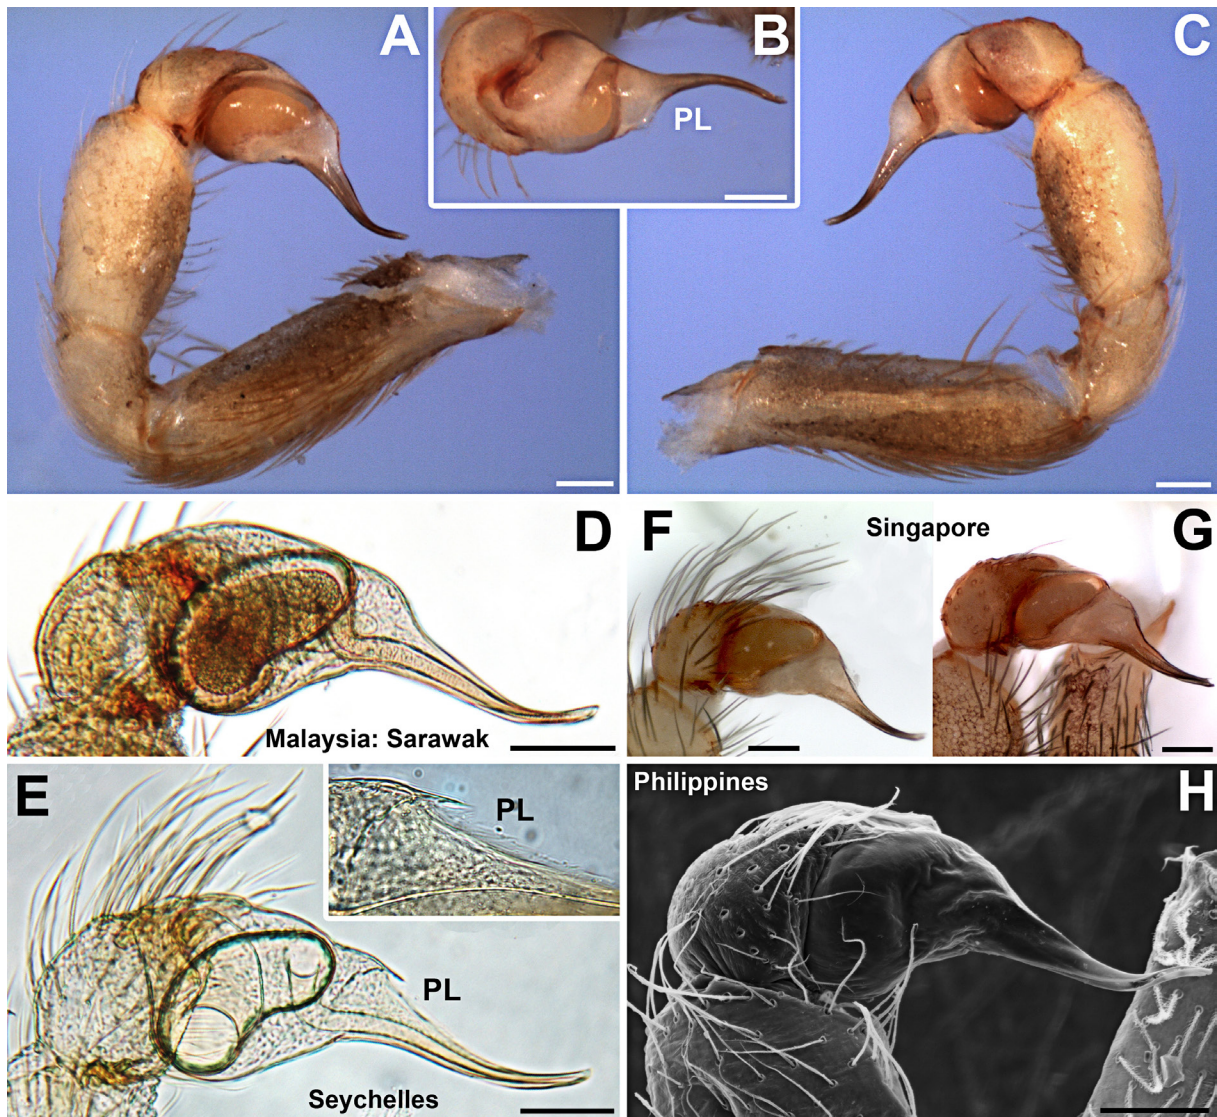 A
B
C
PL
D
Malaysia: Sarawak
F
Singapore
G
E
PL
PL
Seychelles
Philippines
H